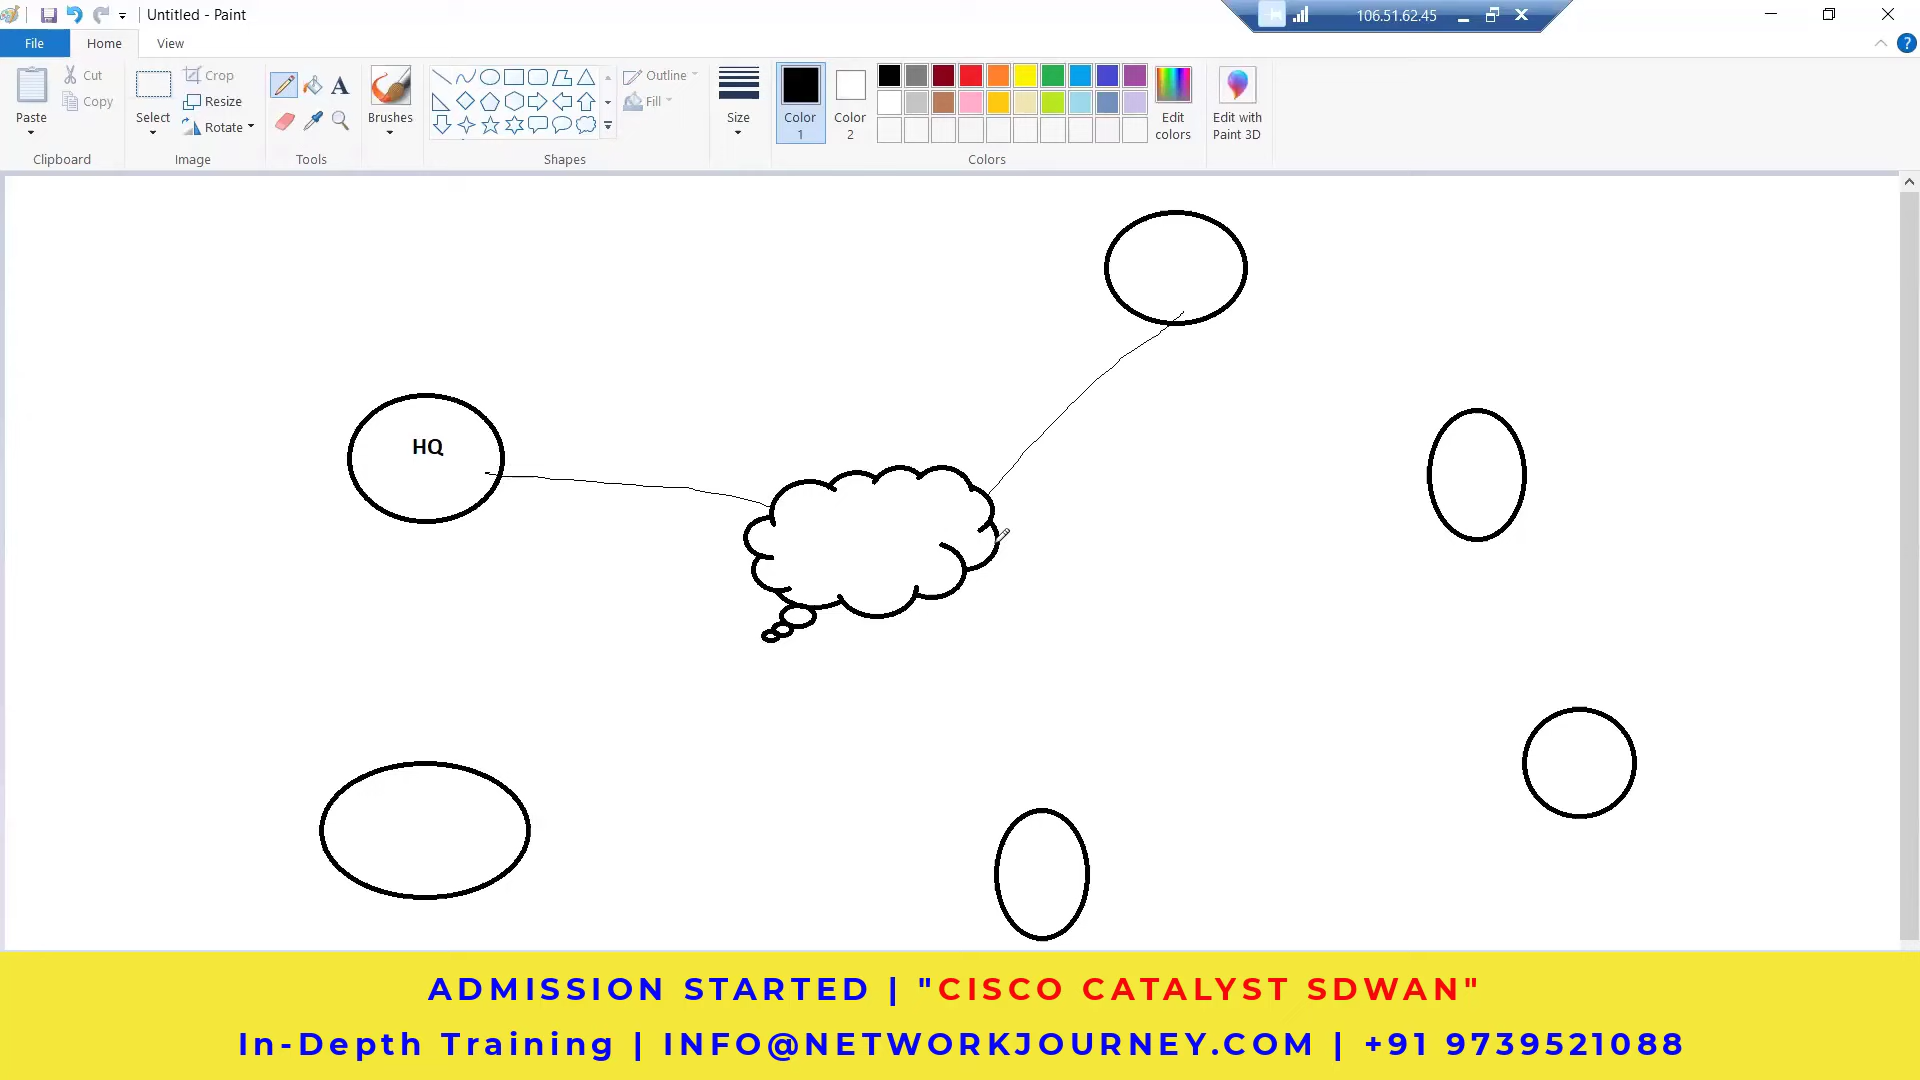 Untitled - Paint
106.51.62.45
File
Home
View
Paste
Cut
Copy
Clipboard
Select
Crop
Resize
Rotate
Image
Tools
Brushes
Shapes
Outline
Fill
Size
Color 1
Color 2
Colors
Edit colors
Edit with Paint 3D
HQ
ADMISSION STARTED | "CISCO CATALYST SDWAN"
In-Depth Training | INFO@NETWORKJOURNEY.COM | +91 9739521088